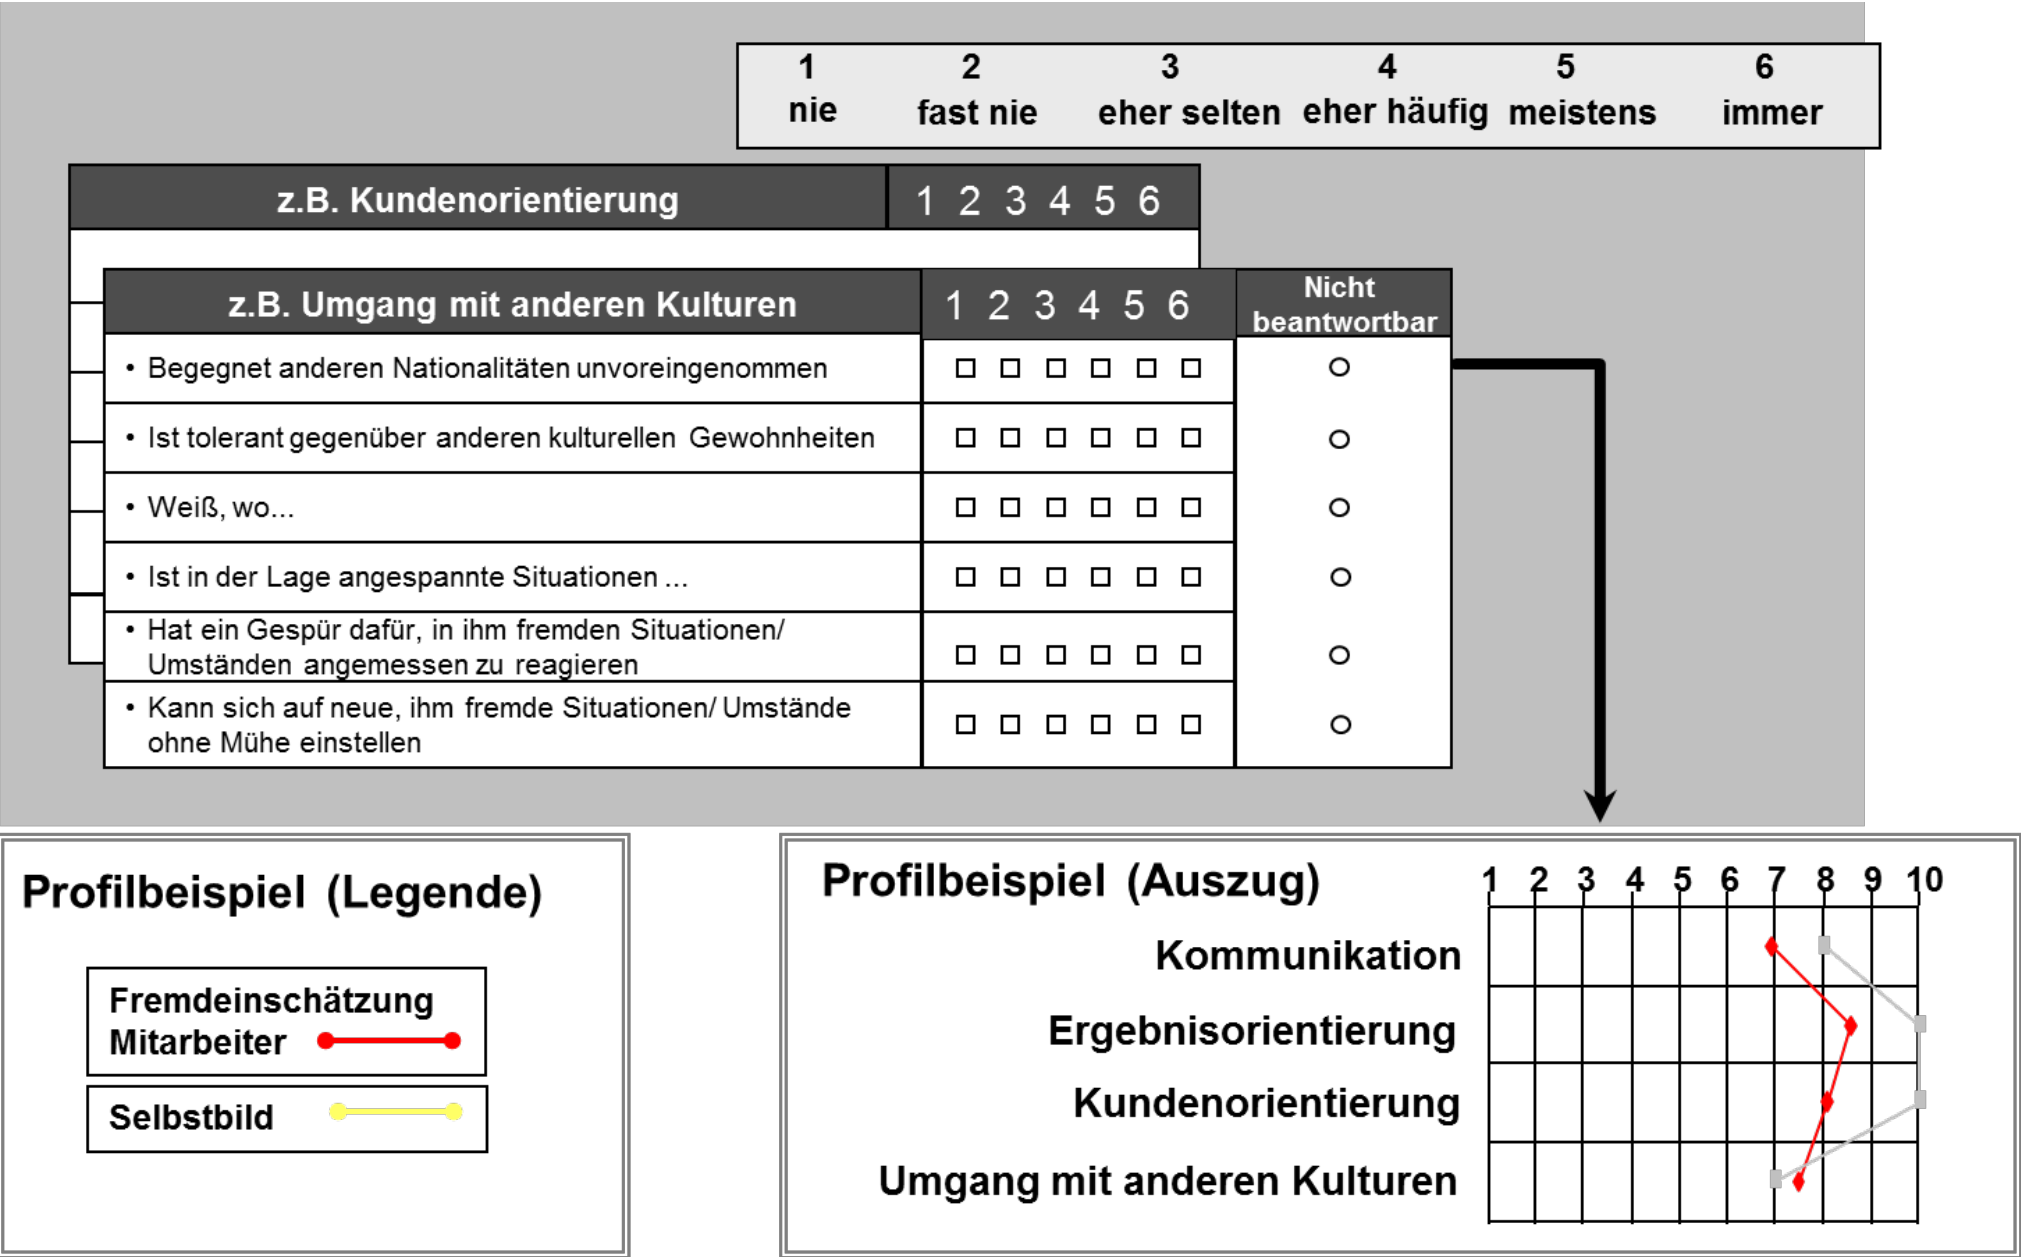 1 2 3 4 5 6
nie fast nie eher selten eher häufig meistens immer
z.B. Kundenorientierung 1 2 3 4 5 6
z.B. Umgang mit anderen Kulturen 1 2 3 4 5 6
Nicht
beantwortbar
• Begegnet anderen Nationalitäten unvoreingenommen
• Ist tolerant gegenüber anderen kulturellen Gewohnheiten
• Weiß, wo...
• Ist in der Lage angespannte Situationen ...
• Hat ein Gespür dafür, in ihm fremden Situationen/
Umständen angemessen zu reagieren
• Kann sich auf neue, ihm fremde Situationen/ Umstände
ohne Mühe einstellen
Profilbeispiel (Legende)
Fremdeinschätzung
Mitarbeiter
Selbstbild
Profilbeispiel (Auszug)
1 2 3 4 5 6 7 8 9 10
Kommunikation
Ergebnisorientierung
Kundenorientierung
Umgang mit anderen Kulturen